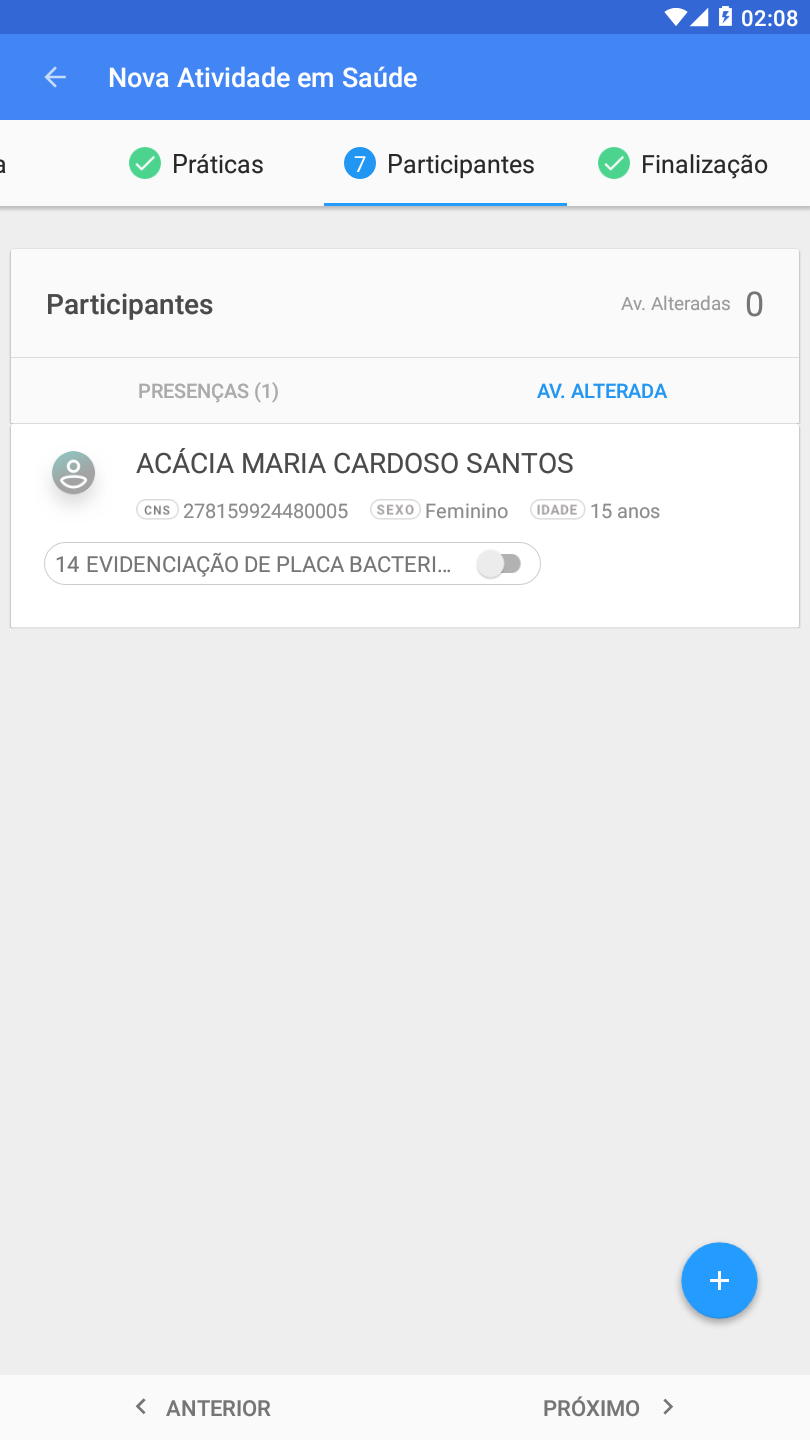 02:08
Nova Atividade em Saúde
a Práticas 7 Participantes Finalização
Participantes Av. Alteradas 0
PRESENÇAS (1) AV. ALTERADA
ACÁCIA MARIA CARDOSO SANTOS
CNS 278159924480005 SEXO Feminino IDADE 15 anos
14 EVIDENCIAÇÃO DE PLACA BACTERI...
ANTERIOR PRÓXIMO